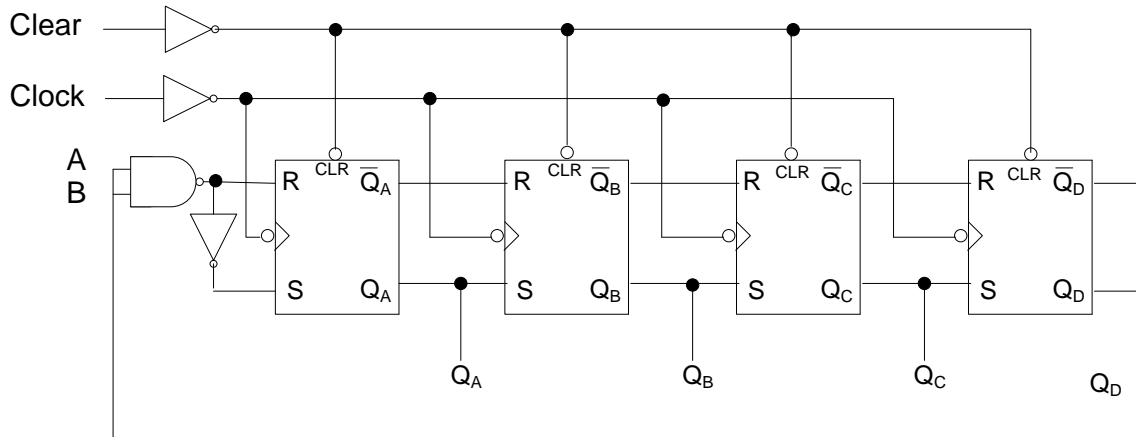 Clear
Clock
A
B
CLR CLR CLR CLR
R Q̅A R Q̅B R Q̅C R Q̅D
S QA S QB S QC S QD
QA QB QC QD